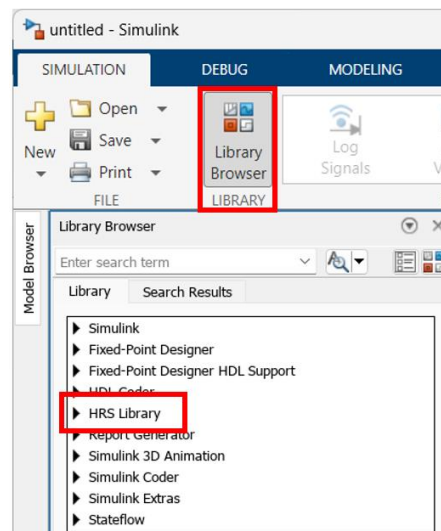 untitled - Simulink
SIMULATION
DEBUG
MODELING
New
Open
Save
Print
FILE
Library
Browser
LIBRARY
Log
Signals
Model Browser
Library Browser
Enter search term
Library
Search Results
Simulink
Fixed-Point Designer
Fixed-Point Designer HDL Support
HDL Coder
HRS Library
Report Generator
Simulink 3D Animation
Simulink Coder
Simulink Extras
Stateflow